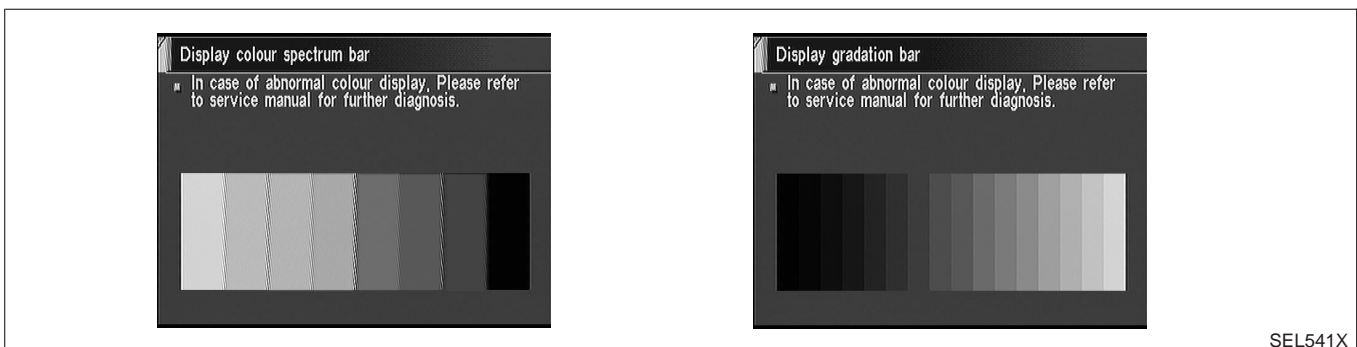 Display colour spectrum bar
In case of abnormal colour display, Please refer
to service manual for further diagnosis.
Display gradation bar
In case of abnormal colour display, Please refer
to service manual for further diagnosis.
SEL541X